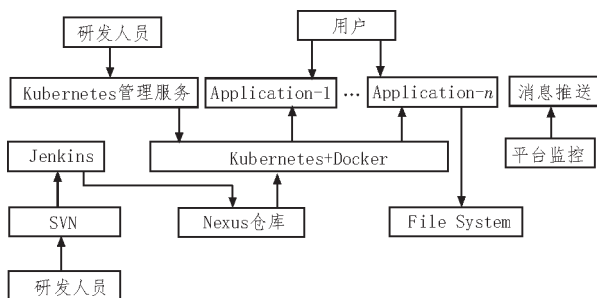 研发人员
用户
Kubernetes管理服务
Application-1
…
Application-n
消息推送
Jenkins
Kubernetes+Docker
平台监控
SVN
Nexus仓库
File System
研发人员